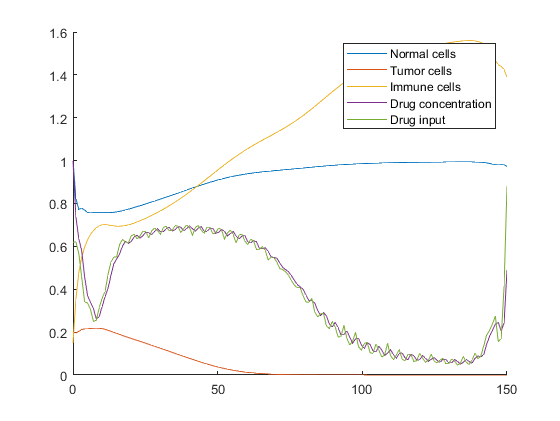 1.6
1.4
1.2
1
0.8
0.6
0.4
0.2
0
0 50 100 150
Normal cells
Tumor cells
Immune cells
Drug concentration
Drug input